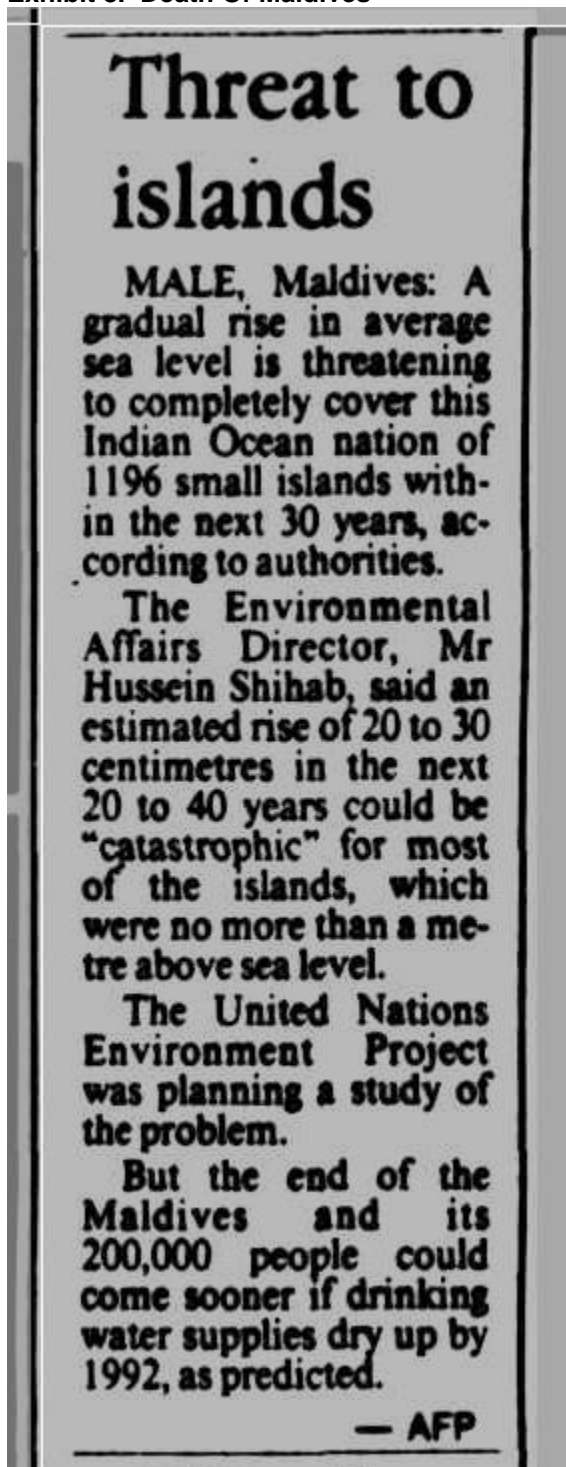 Threat to
islands
MALE, Maldives: A
gradual rise in average
sea level is threatening
to completely cover this
Indian Ocean nation of
1196 small islands with-
in the next 30 years, ac-
cording to authorities.
The Environmental
Affairs Director, Mr
Hussein Shihab, said an
estimated rise of 20 to 30
centimetres in the next
20 to 40 years could be
"catastrophic" for most
of the islands, which
were no more than a me-
tre above sea level.
The United Nations
Environment Project
was planning a study of
the problem.
But the end of the
Maldives and its
200,000 people could
come sooner if drinking
water supplies dry up by
1992, as predicted.
— AFP